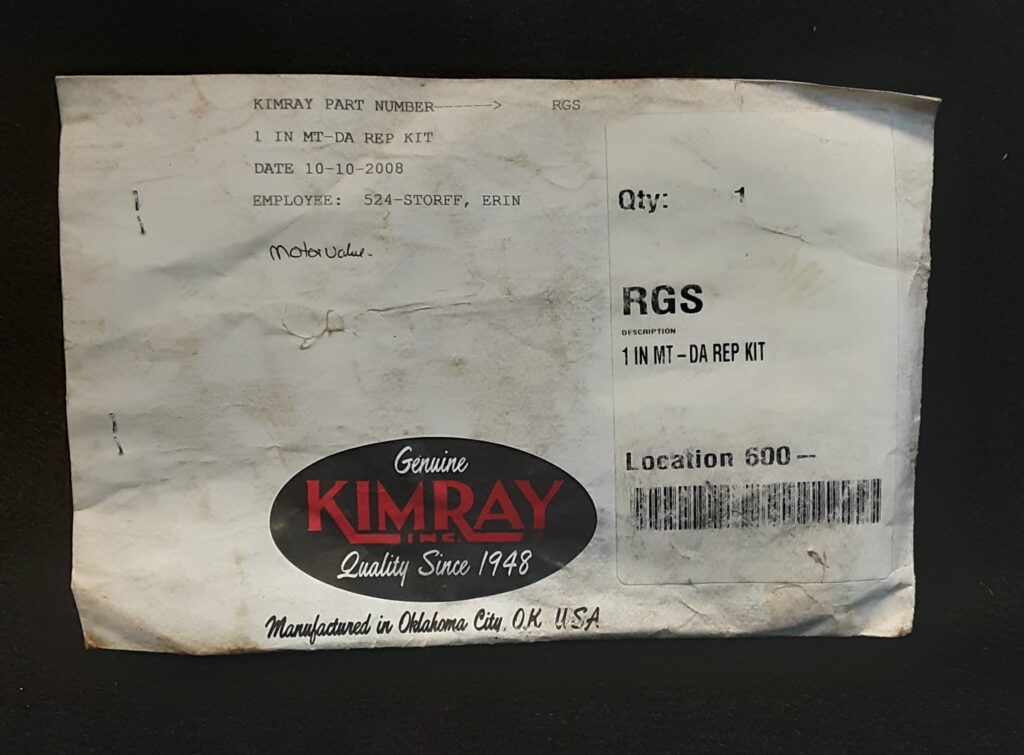 KIMRAY PART NUMBER------> RGS
1 IN MT-DA REP KIT
DATE 10-10-2008
EMPLOYEE: 524-STORFF, ERIN
Motor Valve.
Qty: 1
RGS
DESCRIPTION
1 IN MT-DA REP KIT
Location 600--
Genuine
KIMRAY
INC.
Quality Since 1948
Manufactured in Oklahoma City, OK USA